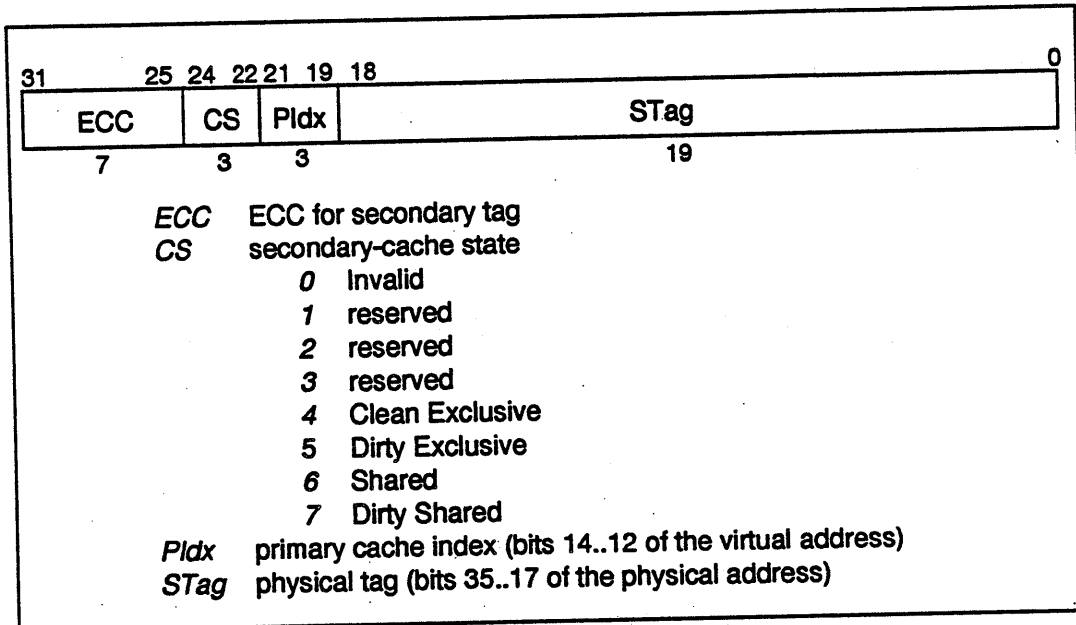 31 25 24 22 21 19 18 0
ECC CS PIdx STag
7 3 3 19
ECC ECC for secondary tag
CS secondary-cache state
0 Invalid
1 reserved
2 reserved
3 reserved
4 Clean Exclusive
5 Dirty Exclusive
6 Shared
7 Dirty Shared
PIdx primary cache index (bits 14..12 of the virtual address)
STag physical tag (bits 35..17 of the physical address)